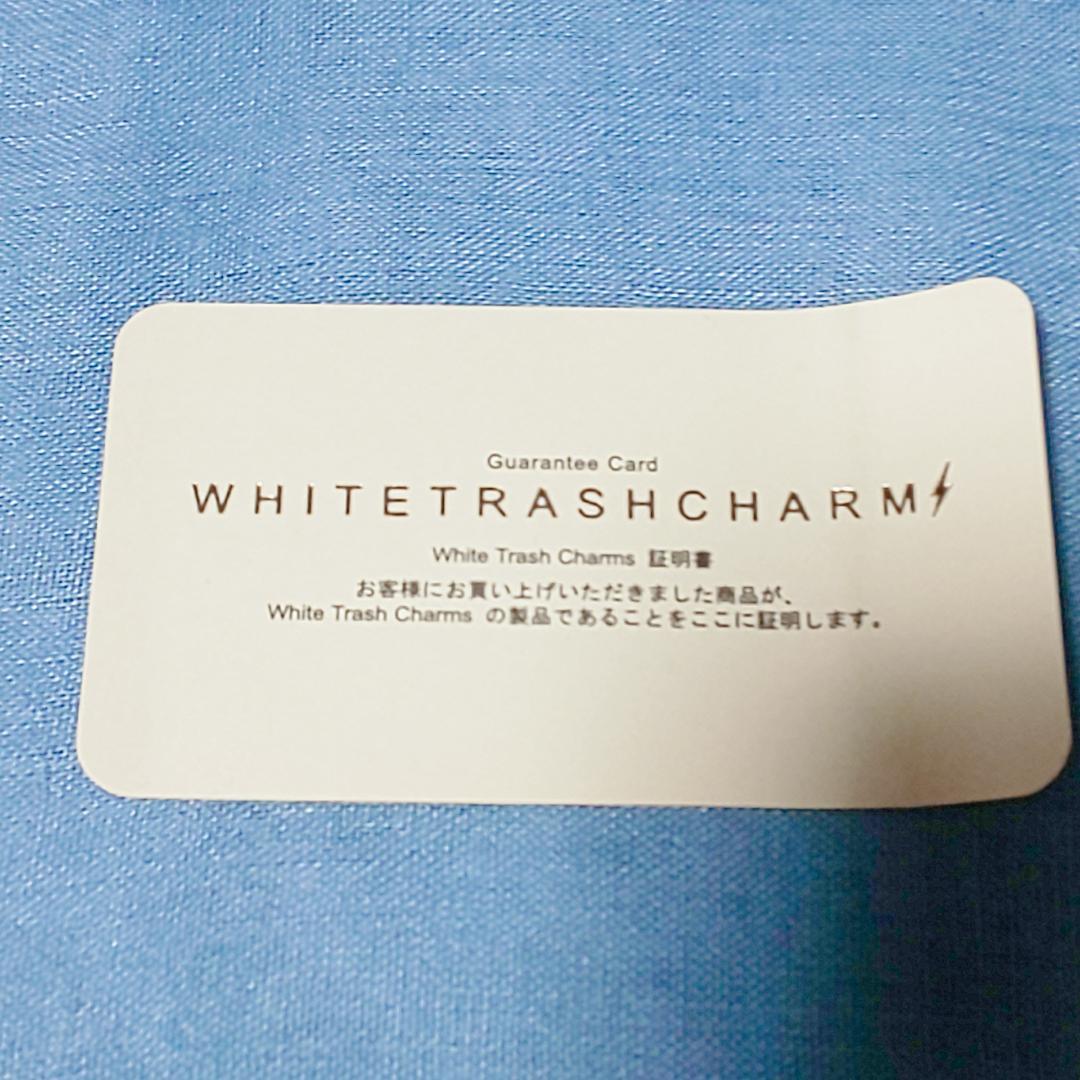 Guarantee Card
WHITETRASHCHARM⚡
White Trash Charms 証明書
お客様にお買い上げいただきました商品が、
White Trash Charms の製品であることをここに証明します。